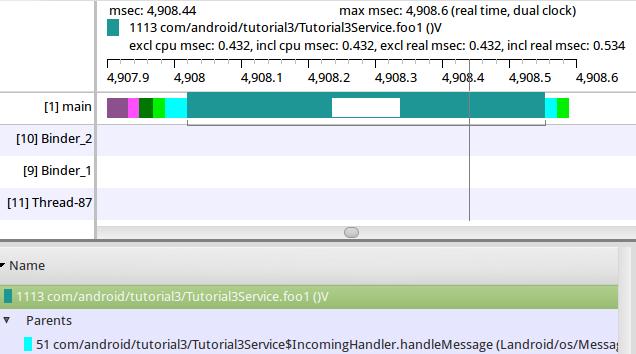 msec: 4,908.44 max msec: 4,908.6 (real time, dual clock)
1113 com/android/tutorial3/Tutorial3Service.foo1 ()V
excl cpu msec: 0.432, incl cpu msec: 0.432, excl real msec: 0.432, incl real msec: 0.534
4,907.9 4,908 4,908.1 4,908.2 4,908.3 4,908.4 4,908.5 4,908.6
[1] main
[10] Binder_2
[9] Binder_1
[11] Thread-87
Name
1113 com/android/tutorial3/Tutorial3Service.foo1 ()V
Parents
51 com/android/tutorial3/Tutorial3Service$IncomingHandler.handleMessage (Landroid/os/Messa